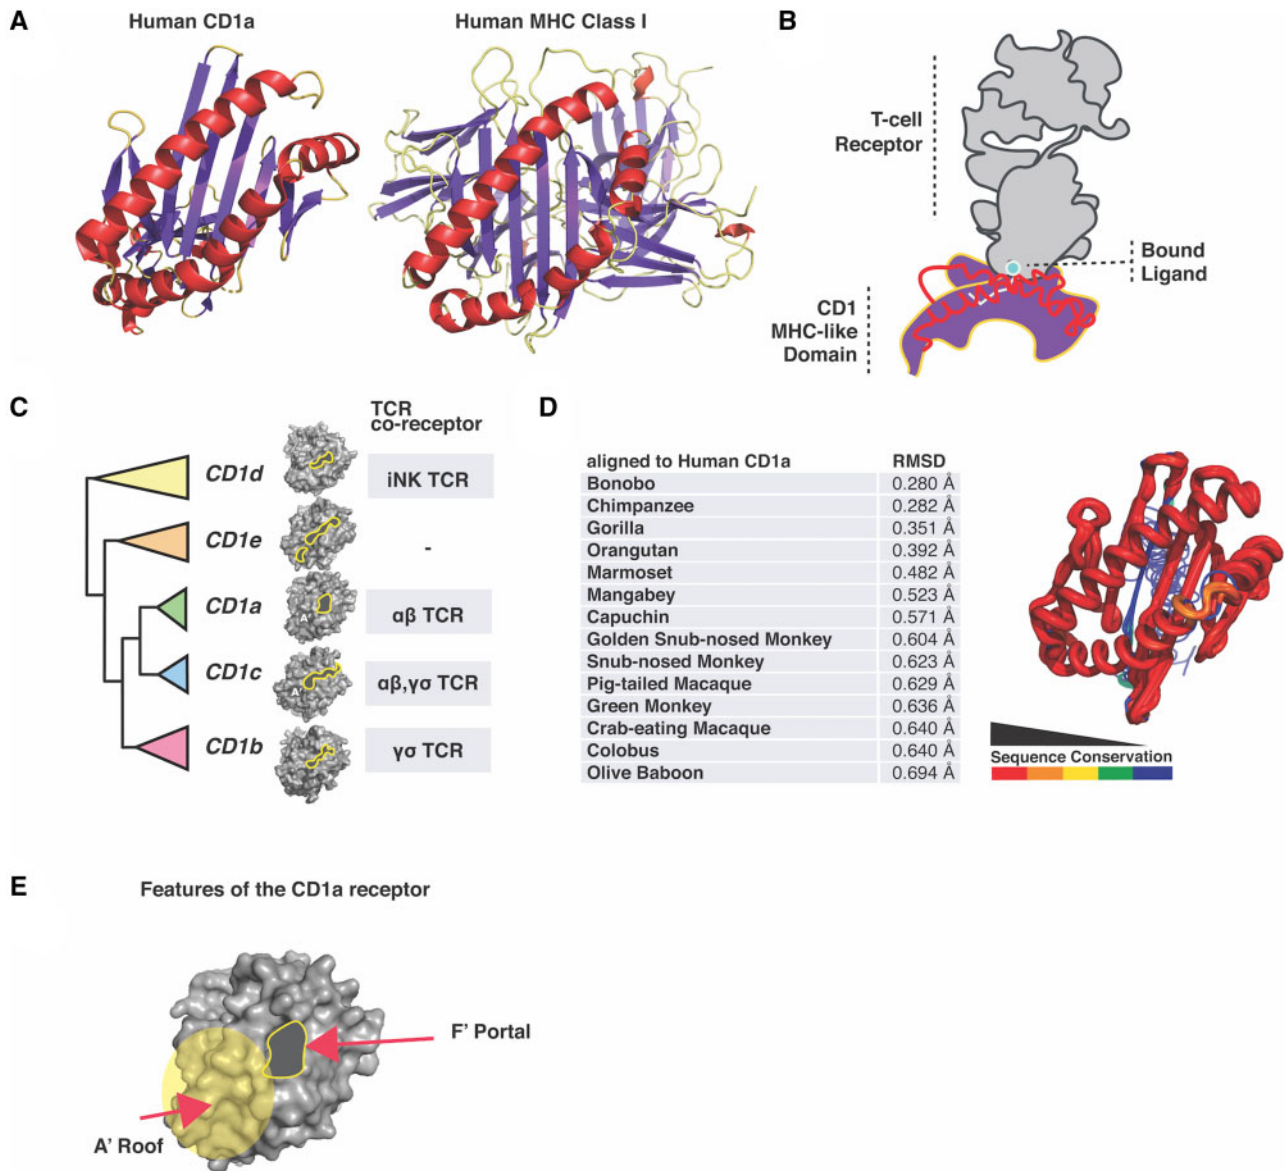 A
Human CD1a
Human MHC Class I
B
T-cell
Receptor
Bound
Ligand
CD1
MHC-like
Domain
C
TCR
co-receptor
CD1d
iNK TCR
CD1e
-
CD1a
A'
αβ TCR
CD1c
A'
αβ,γσ TCR
CD1b
γσ TCR
D
aligned to Human CD1a RMSD
Bonobo 0.280 Å
Chimpanzee 0.282 Å
Gorilla 0.351 Å
Orangutan 0.392 Å
Marmoset 0.482 Å
Mangabey 0.523 Å
Capuchin 0.571 Å
Golden Snub-nosed Monkey 0.604 Å
Snub-nosed Monkey 0.623 Å
Pig-tailed Macaque 0.629 Å
Green Monkey 0.636 Å
Crab-eating Macaque 0.640 Å
Colobus 0.640 Å
Olive Baboon 0.694 Å
Sequence Conservation
E
Features of the CD1a receptor
F' Portal
A' Roof